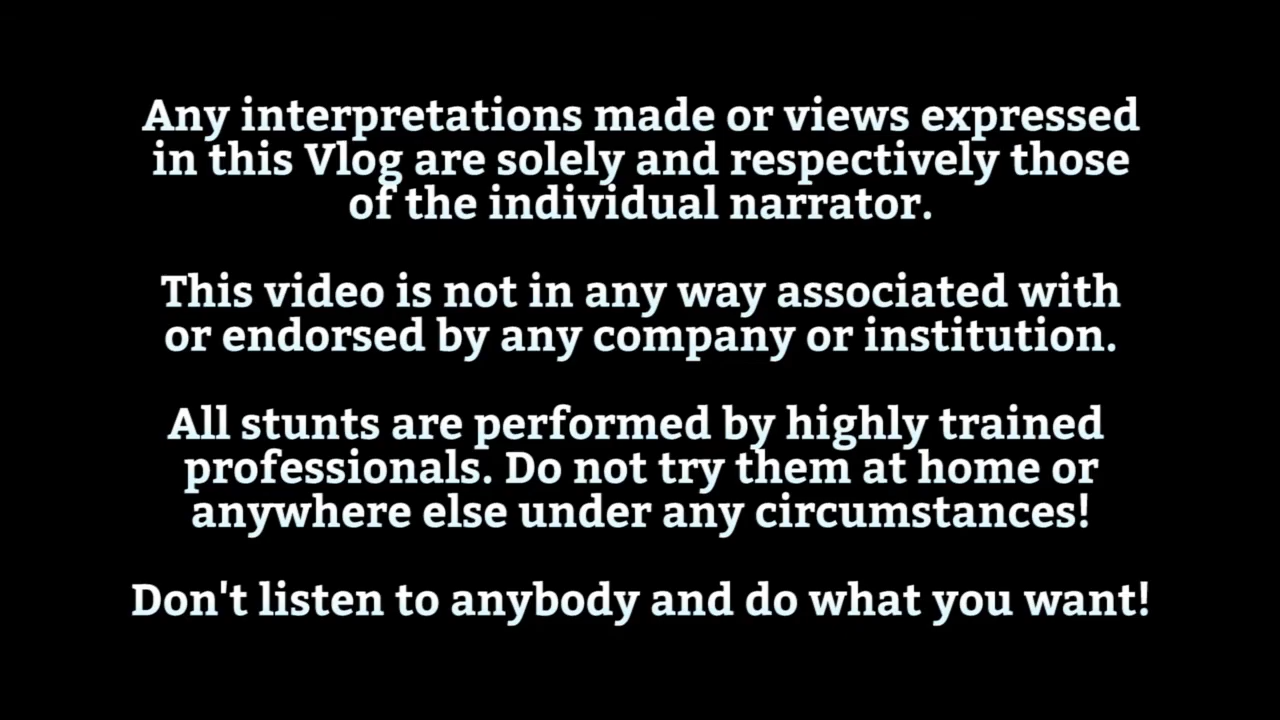 Any interpretations made or views expressed
in this Vlog are solely and respectively those
of the individual narrator.
This video is not in any way associated with
or endorsed by any company or institution.
All stunts are performed by highly trained
professionals. Do not try them at home or
anywhere else under any circumstances!
Don't listen to anybody and do what you want!